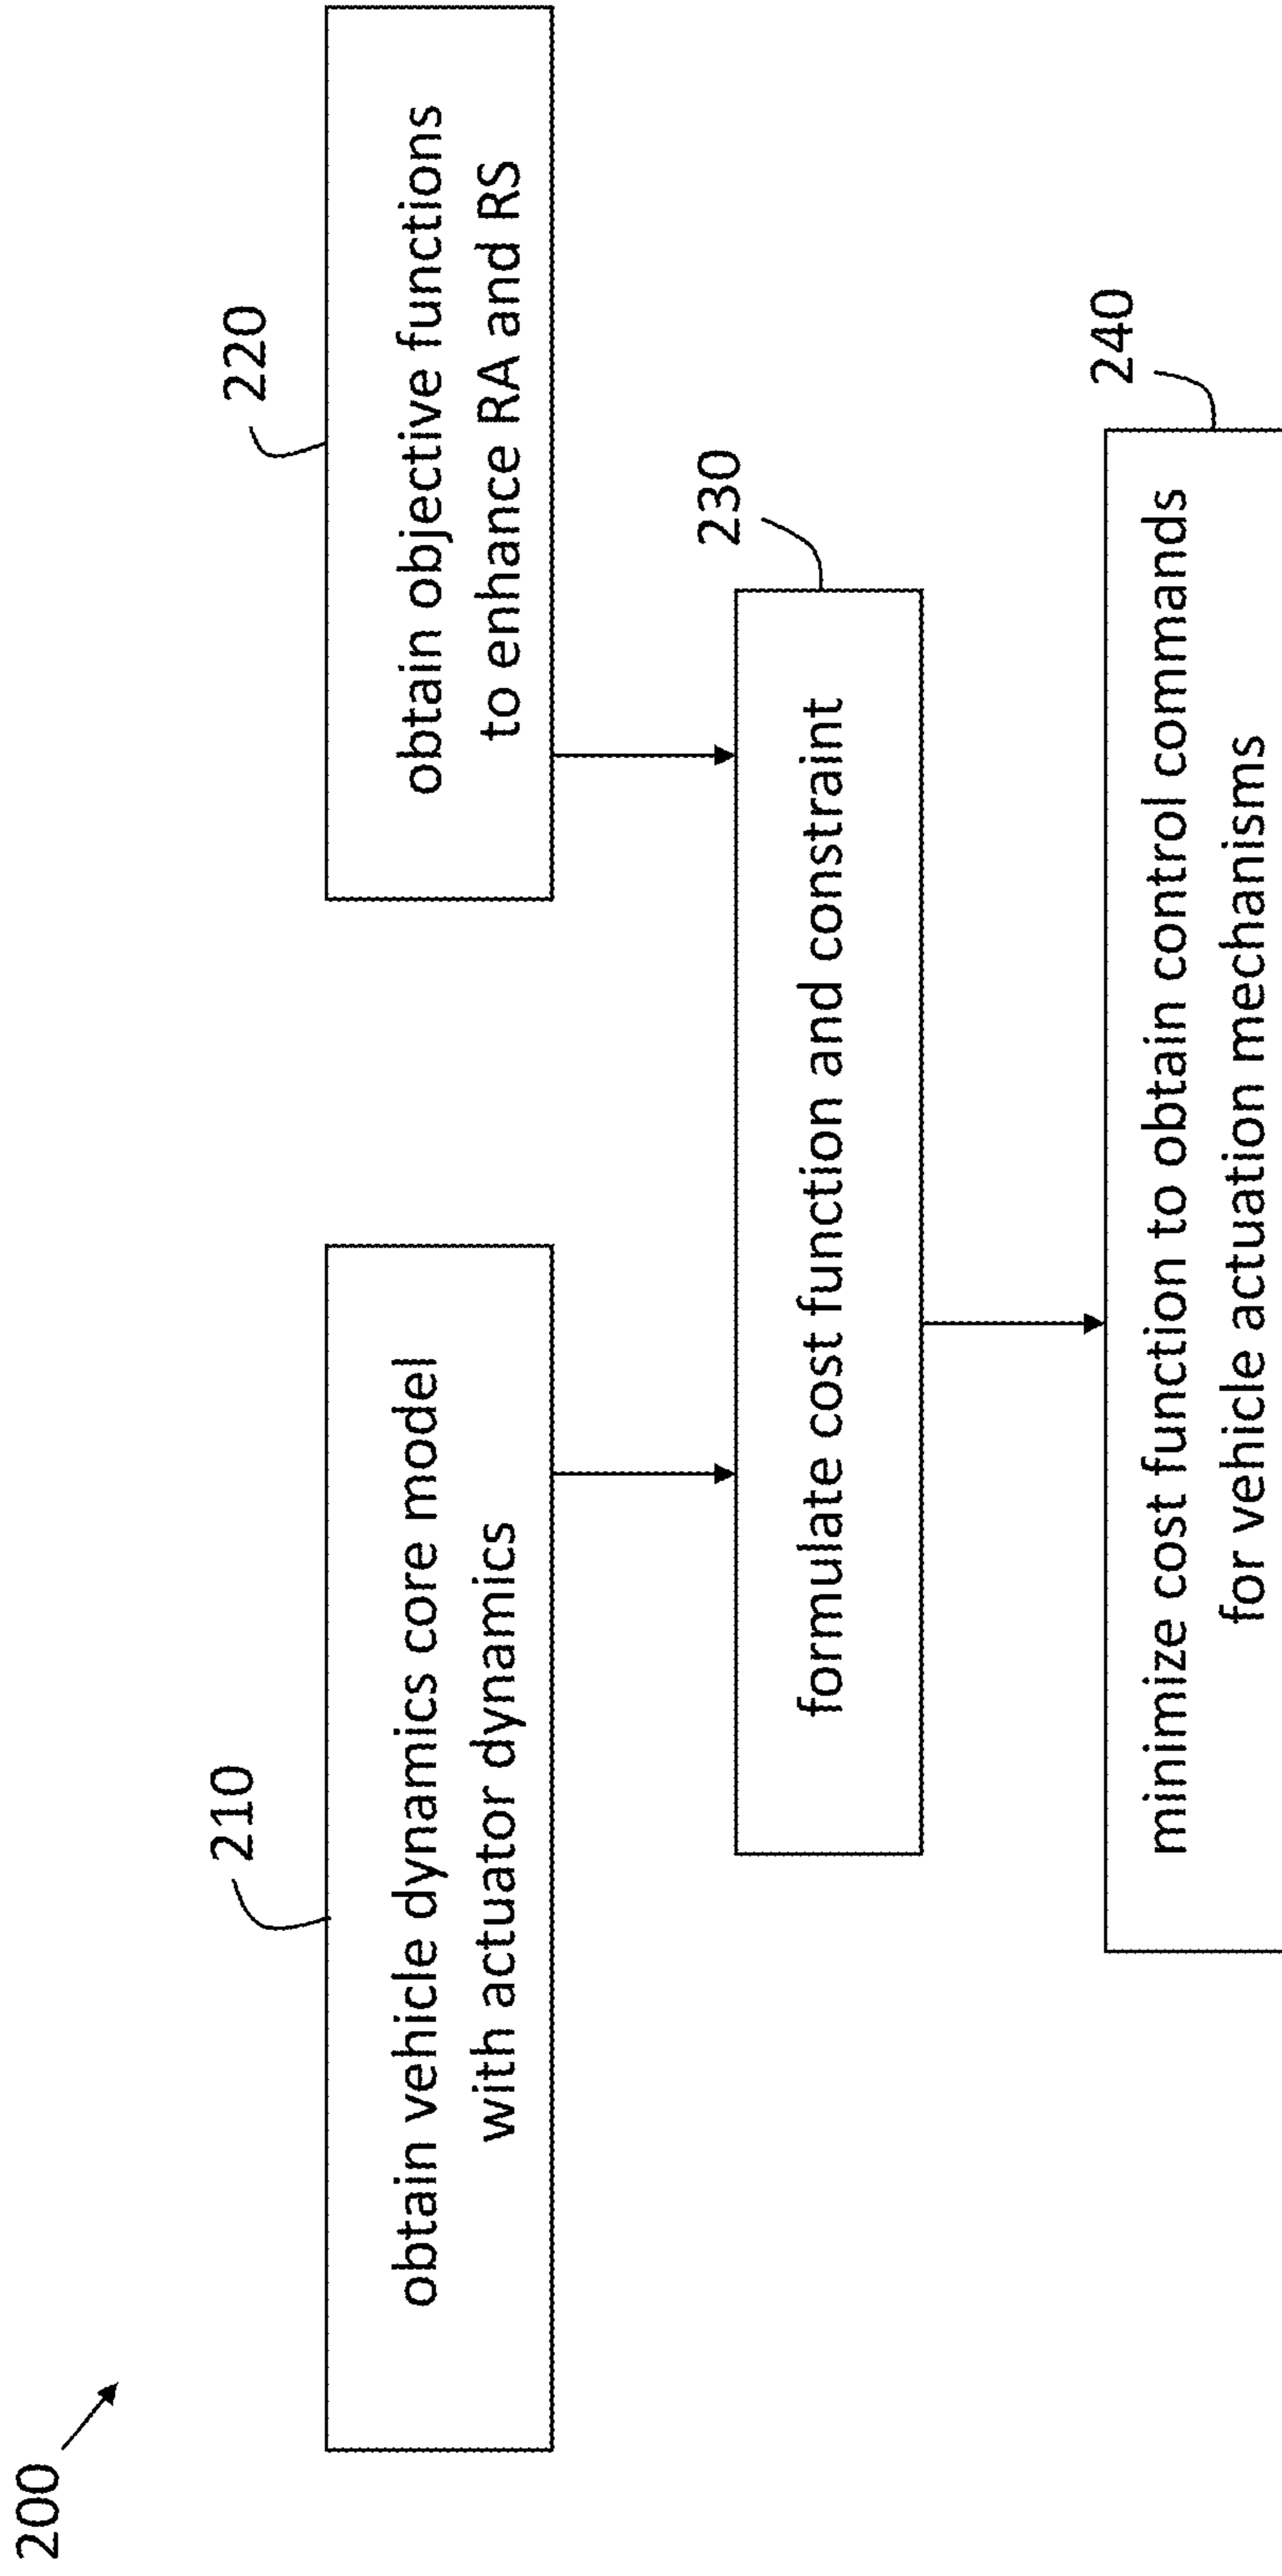 200
210
obtain vehicle dynamics core model
with actuator dynamics
220
obtain objective functions
to enhance RA and RS
230
formulate cost function and constraint
240
minimize cost function to obtain control commands
for vehicle actuation mechanisms